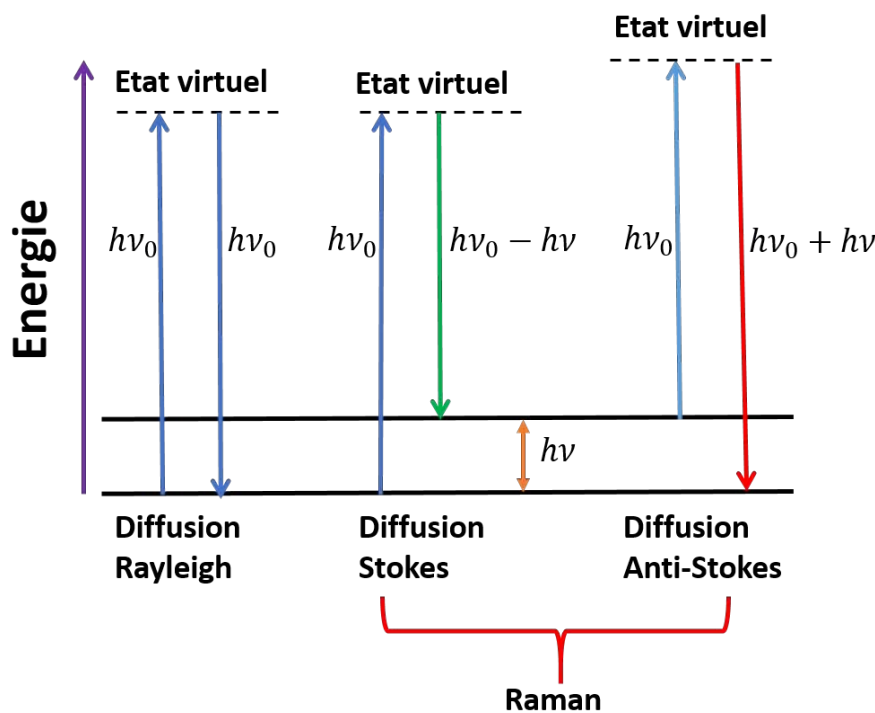 Etat virtuel
Etat virtuel
Etat virtuel
Energie
hν₀
hν₀
hν₀
hν₀ − hν
hν₀
hν₀ + hν
hν
Diffusion
Rayleigh
Diffusion
Stokes
Diffusion
Anti-Stokes
Raman